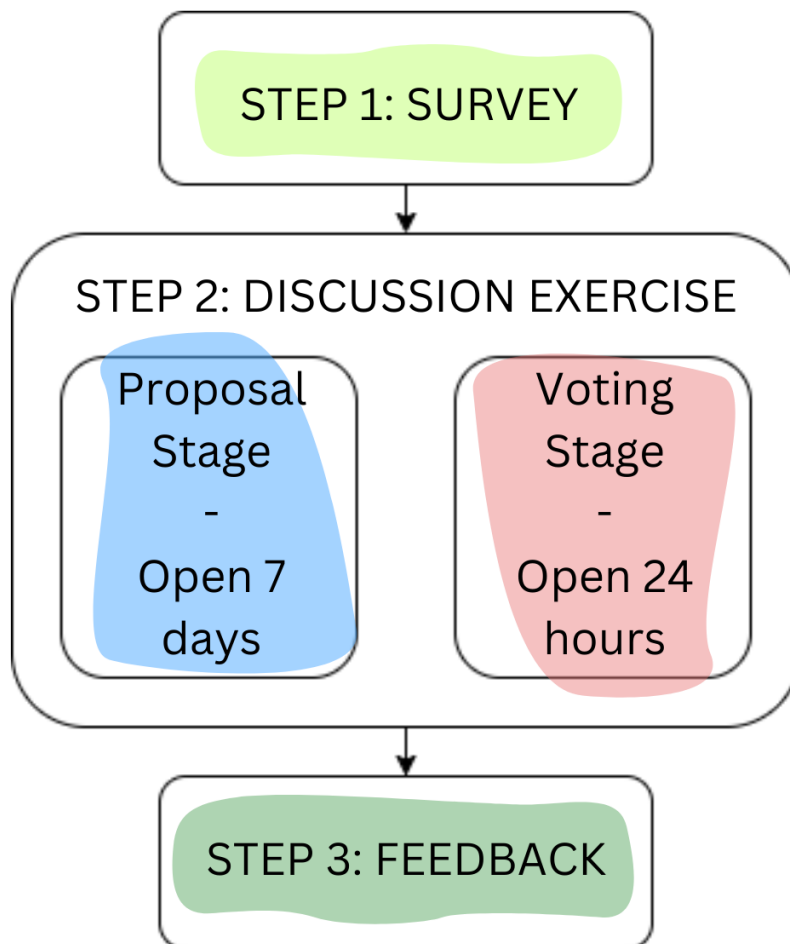 STEP 1: SURVEY
STEP 2: DISCUSSION EXERCISE
Proposal
Stage
-
Open 7
days
Voting
Stage
-
Open 24
hours
STEP 3: FEEDBACK